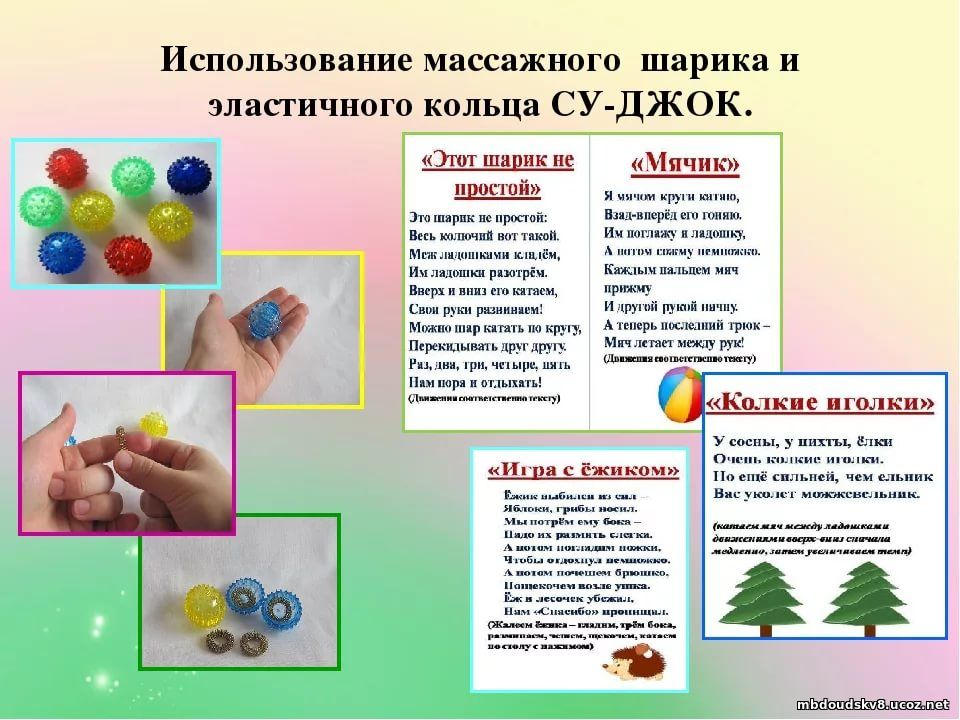 Использование массажного шарика и
эластичного кольца СУ-ДЖОК.
«Этот шарик не
простой»
Это шарик не простой:
Весь колючий вот такой.
Меж ладошками кладём,
Им ладошки разотрём.
Вверх и вниз его катаем,
Свои руки развиваем!
Можно шар катать по кругу,
Перекидывать друг другу.
Раз, два, три, четыре, пять
Нам пора и отдыхать!
(Движения соответственно тексту)
«Мячик»
Я мячом круги катаю,
Взад-вперёд его гоняю.
Им поглажу я ладошку,
А потом сожму немножко.
Каждым пальцем мяч
прижму
И другой рукой начну.
А теперь последний трюк –
Мяч летает между рук!
(Движения соответственно тексту)
«Колкие иголки»
У сосны, у пихты, ёлки
Очень колкие иголки.
Но ещё сильней, чем ельник
Вас уколет можжевельник.
(катаем мяч между ладошками
движениями вверх-вниз сначала
медленно, затем увеличиваем темп)
«Игра с ёжиком»
Ёжик выбился из сил –
Яблоки, грибы носил.
Мы потрём ему бока –
Надо их размять слегка.
А потом погладим ножки,
Чтобы отдохнул немножко.
А потом почешем брюшко,
Пощекочем возле ушка.
Ёж в лесочек убежал,
Нам «Спасибо» пропищал.
(Жалеем ёжика – гладим, трём бока,
разминаем, чешем, щекочем, катаем
по столу с нажимом)
mbdoudskv8.ucoz.net